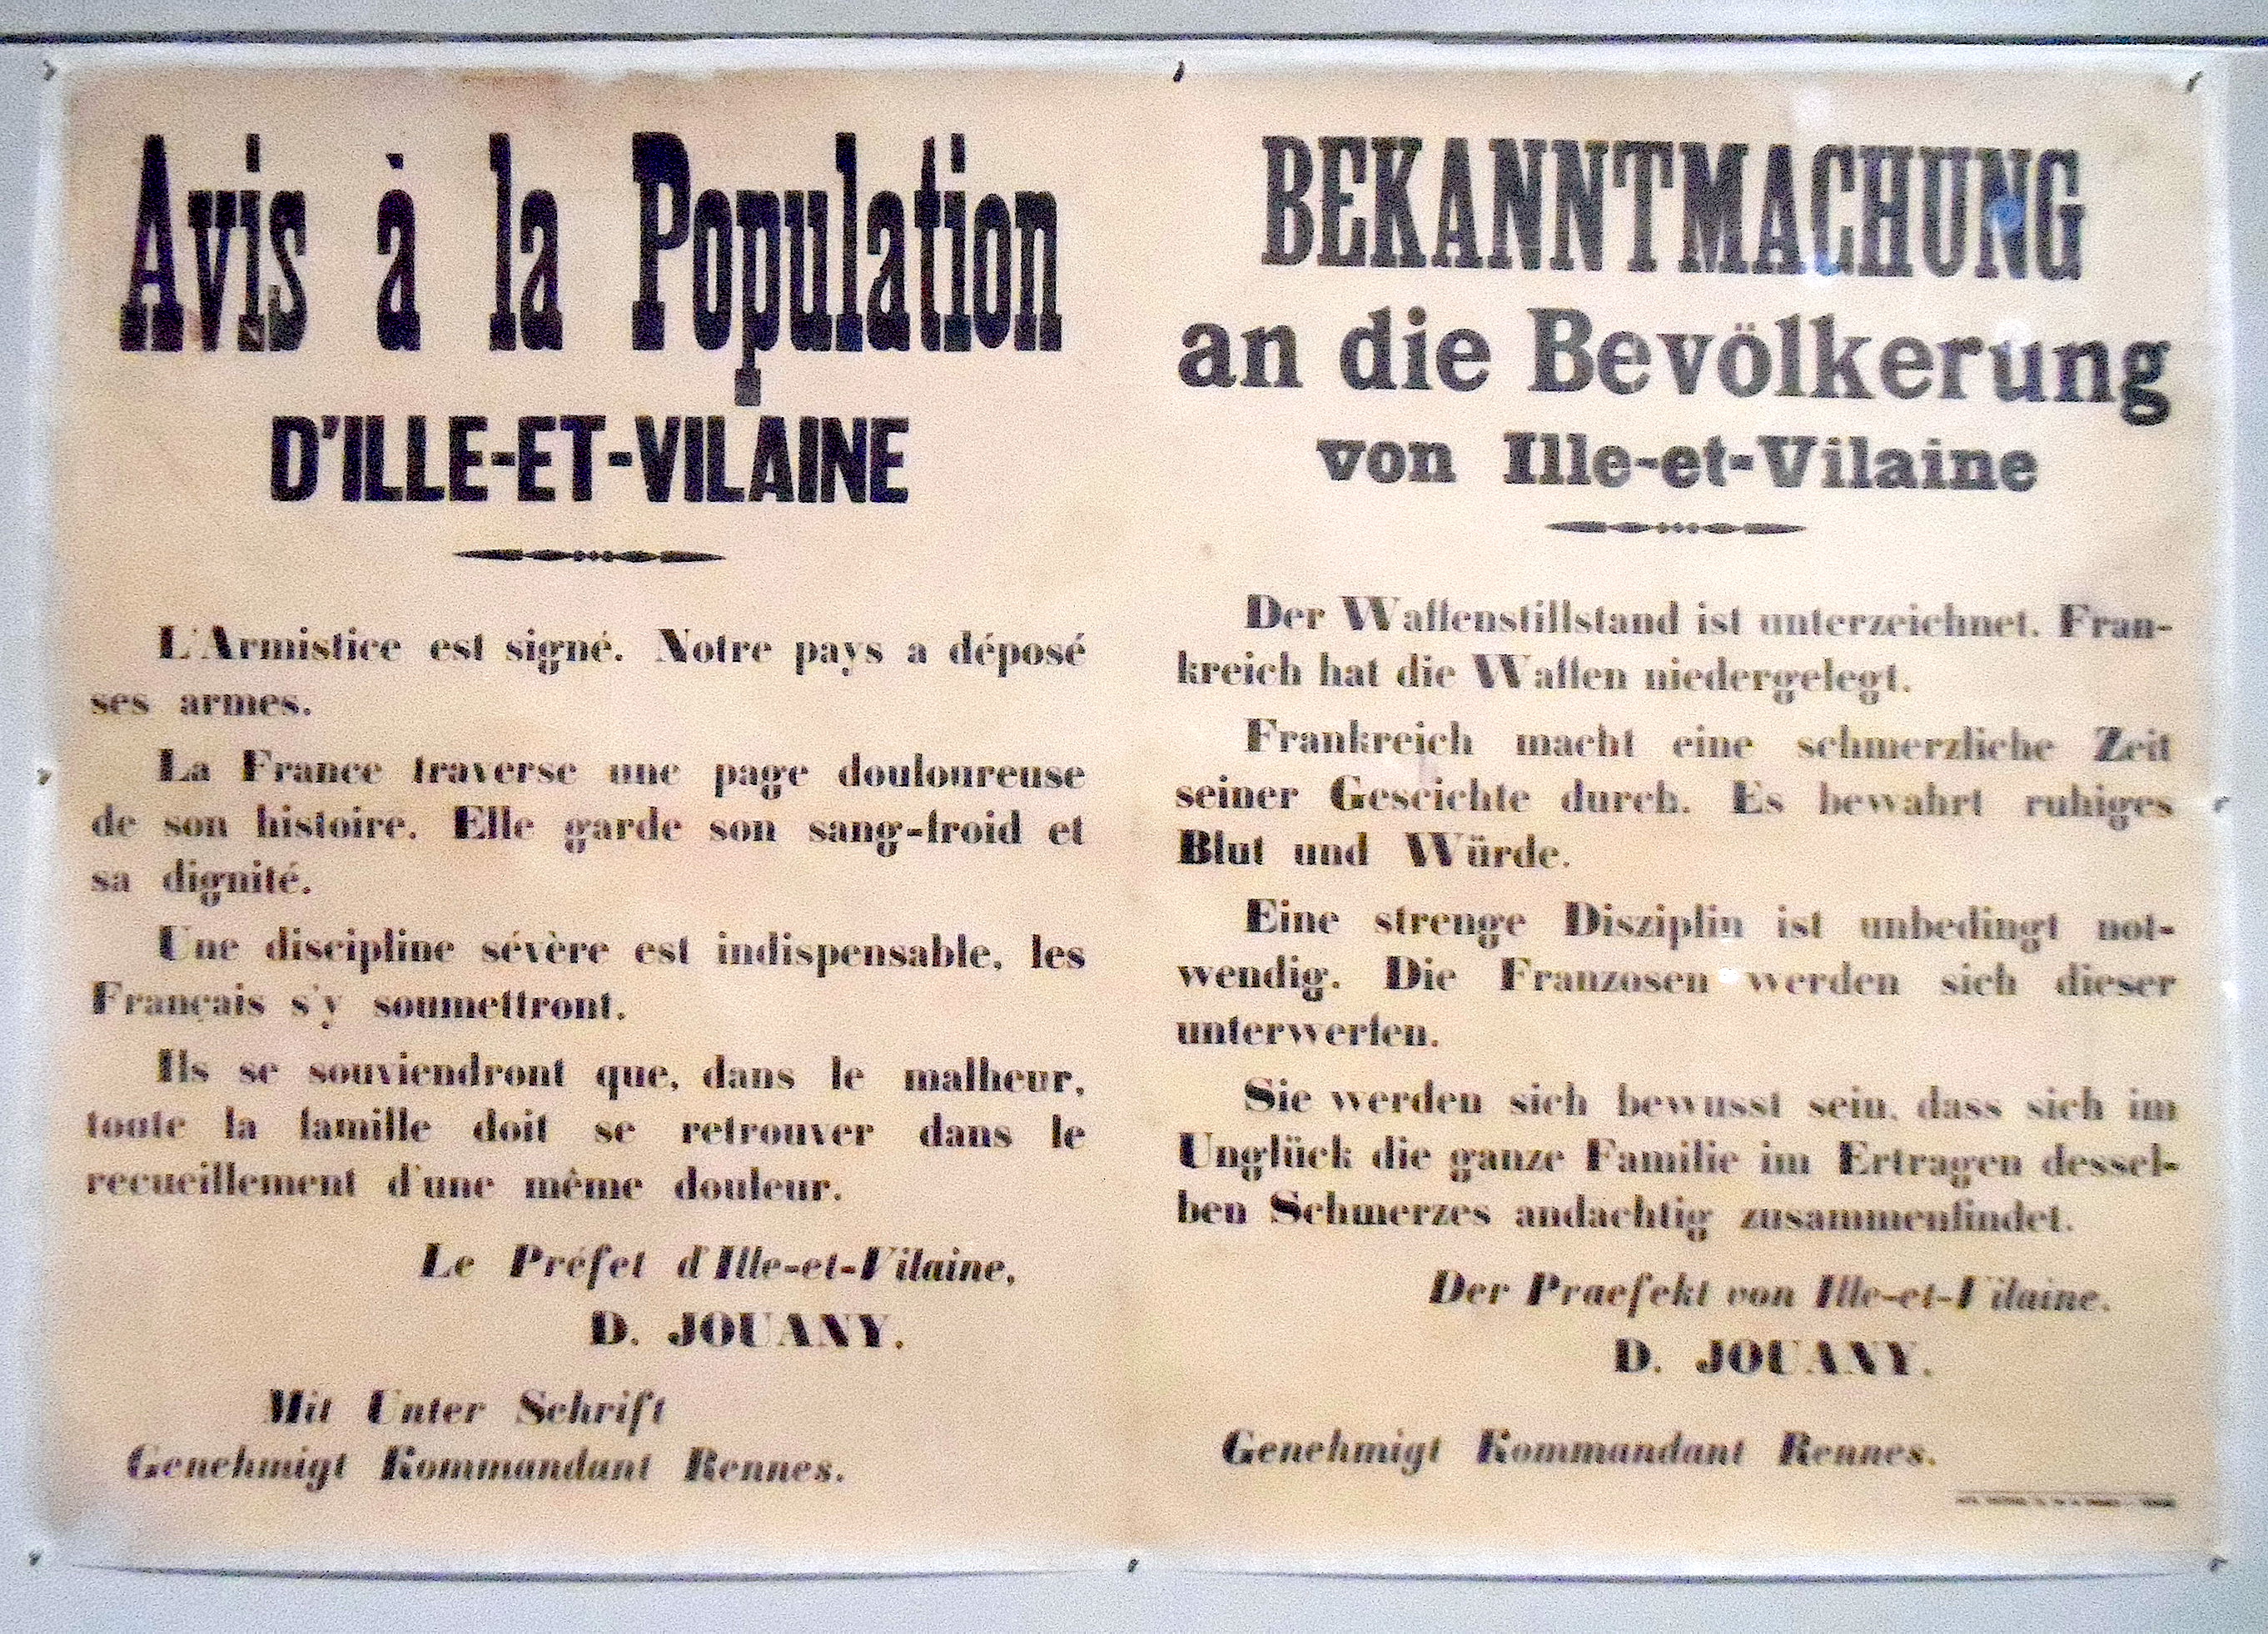 Avis à la Population
D'ILLE-ET-VILAINE
L'Armistice est signé. Notre pays a déposé
ses armes.
La France traverse une page douloureuse
de son histoire. Elle garde son sang-froid et
sa dignité.
Une discipline sévère est indispensable, les
Français s'y soumettront.
Ils se souviendront que, dans le malheur,
toute la famille doit se retrouver dans le
recueillement d'une même douleur.
Le Préfet d'Ille-et-Vilaine,
D. JOUANY.
Mit Unter Schrift
Genehmigt Kommandant Rennes.
BEKANNTMACHUNG
an die Bevölkerung
von Ille-et-Vilaine
Der Waffenstillstand ist unterzeichnet. Fran-
kreich hat die Waffen niedergelegt.
Frankreich macht eine schmerzliche Zeit
seiner Gescichte durch. Es bewahrt ruhiges
Blut und Würde.
Eine strenge Disziplin ist unbedingt not-
wendig. Die Franzosen werden sich dieser
unterwerfen.
Sie werden sich bewusst sein, dass sich im
Unglück die ganze Familie im Ertragen dessel-
ben Schmerzes andachtig zusammenfindet.
Der Praefekt von Ille-et-Vilaine.
D. JOUANY.
Genehmigt Kommandant Rennes.